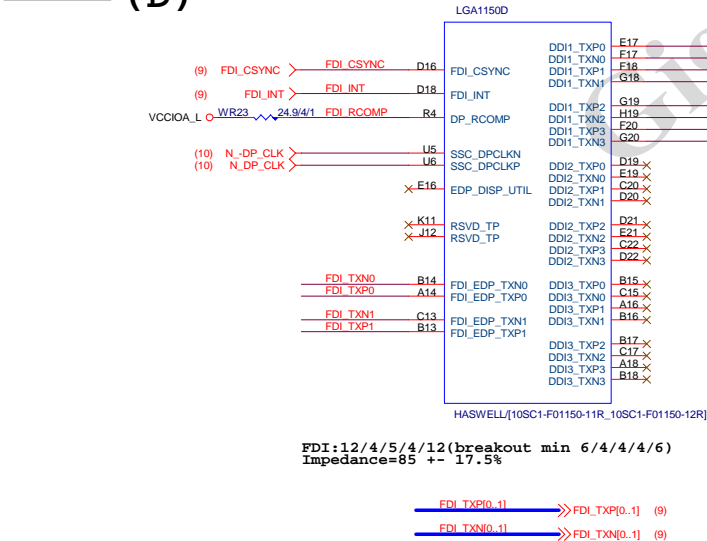 (D)
LGA1150D
(9) FDI_CSYNC FDI_CSYNC D16 FDI_CSYNC
(9) FDI_INT FDI_INT D18 FDI_INT
VCCIOA_L WR23 24.9/4/1 FDI_RCOMP R4 DP_RCOMP
(10) N_-DP_CLK U5 SSC_DPCLKN
(10) N_DP_CLK U6 SSC_DPCLKP
E16 EDP_DISP_UTIL
K11 RSVD_TP
J12 RSVD_TP
FDI_TXN0 B14 FDI_EDP_TXN0
FDI_TXP0 A14 FDI_EDP_TXP0
FDI_TXN1 C13 FDI_EDP_TXN1
FDI_TXP1 B13 FDI_EDP_TXP1
DDI1_TXP0 E17
DDI1_TXN0 F17
DDI1_TXP1 F18
DDI1_TXN1 G18
DDI1_TXP2 G19
DDI1_TXN2 H19
DDI1_TXP3 F20
DDI1_TXN3 G20
DDI2_TXP0 D19
DDI2_TXN0 E19
DDI2_TXP1 C20
DDI2_TXN1 D20
DDI2_TXP2 D21
DDI2_TXN2 E21
DDI2_TXP3 C22
DDI2_TXN3 D22
DDI3_TXP0 B15
DDI3_TXN0 C15
DDI3_TXP1 A16
DDI3_TXN1 B16
DDI3_TXP2 B17
DDI3_TXN2 C17
DDI3_TXP3 A18
DDI3_TXN3 B18
HASWELL/[10SC1-F01150-11R_10SC1-F01150-12R]
FDI:12/4/5/4/12(breakout min 6/4/4/4/6)
Impedance=85 +- 17.5%
FDI_TXP[0..1] FDI_TXP[0..1] (9)
FDI_TXN[0..1] FDI_TXN[0..1] (9)